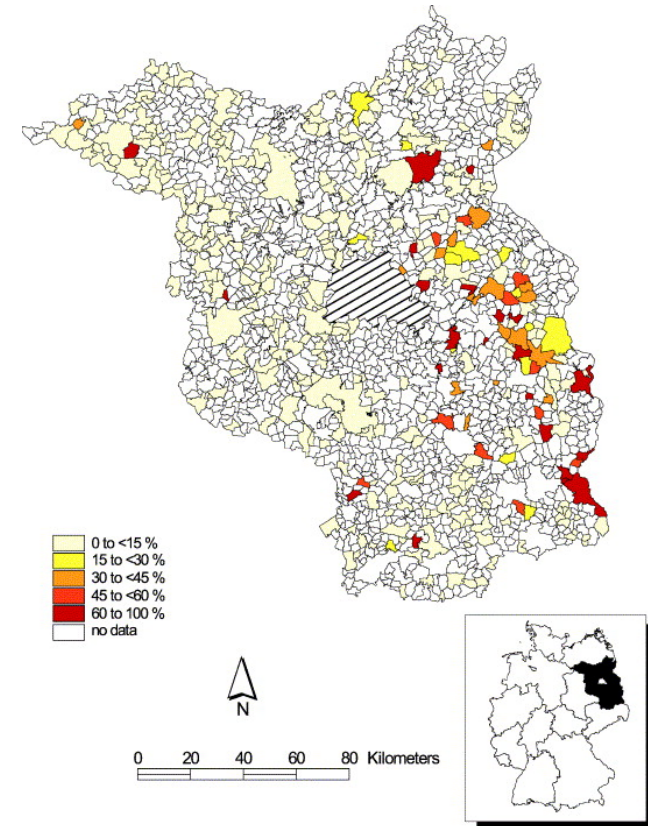 0 to <15 %
15 to <30 %
30 to <45 %
45 to <60 %
60 to 100 %
no data
N
0 20 40 60 80 Kilometers